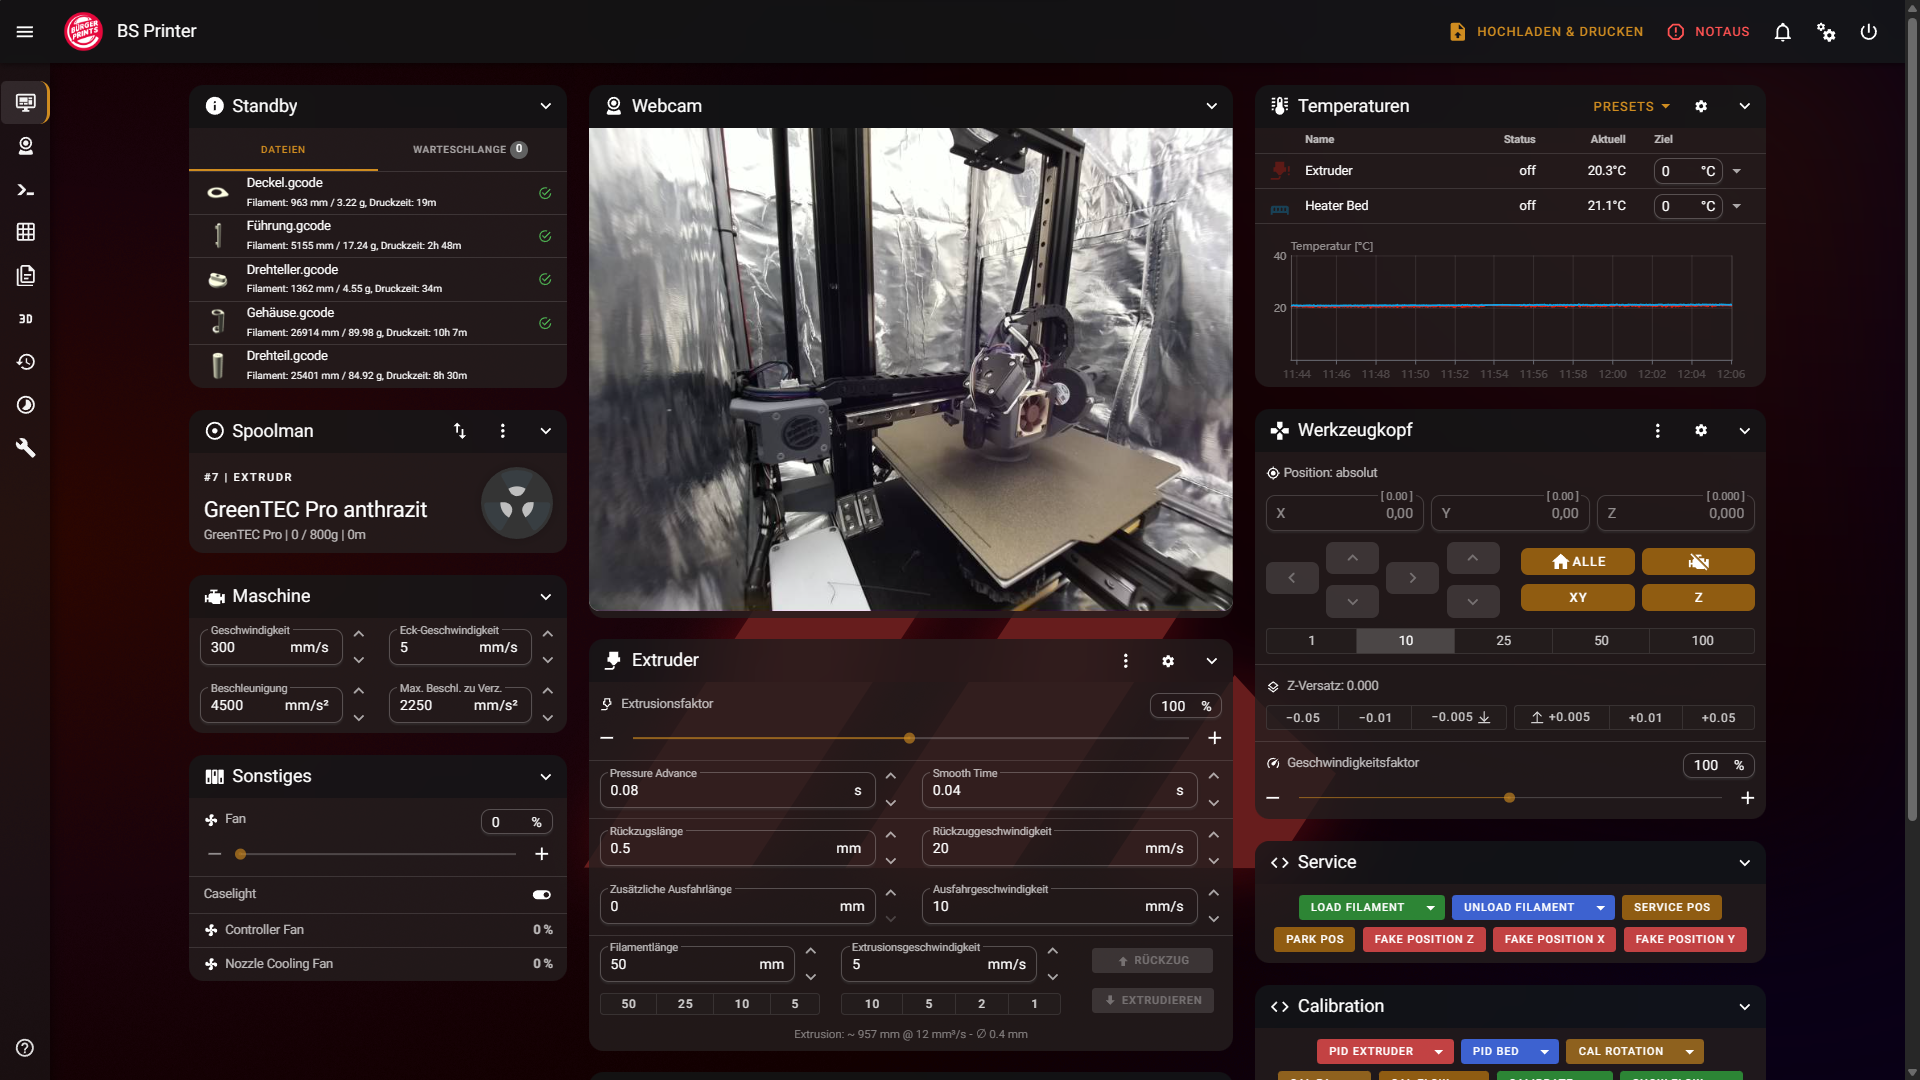 BÜRGER PRINTS
BS Printer
HOCHLADEN & DRUCKEN
NOTAUS
Standby
DATEIEN
WARTESCHLANGE 0
Deckel.gcode
Filament: 963 mm / 3.22 g, Druckzeit: 19m
Führung.gcode
Filament: 5155 mm / 17.24 g, Druckzeit: 2h 48m
Drehteller.gcode
Filament: 1362 mm / 4.55 g, Druckzeit: 34m
Gehäuse.gcode
Filament: 26914 mm / 89.98 g, Druckzeit: 10h 7m
Drehteil.gcode
Filament: 25401 mm / 84.92 g, Druckzeit: 8h 30m
3D
Spoolman
#7 | EXTRUDR
GreenTEC Pro anthrazit
GreenTEC Pro | 0 / 800g | 0m
Maschine
Geschwindigkeit
300 mm/s
Eck-Geschwindigkeit
5 mm/s
Beschleunigung
4500 mm/s²
Max. Beschl. zu Verz.
2250 mm/s²
Sonstiges
Fan
0 %
Caselight
Controller Fan 0 %
Nozzle Cooling Fan 0 %
Webcam
Extruder
Extrusionsfaktor
100 %
Pressure Advance
0.08 s
Smooth Time
0.04 s
Rückzugslänge
0.5 mm
Rückzuggeschwindigkeit
20 mm/s
Zusätzliche Ausfahrlänge
0 mm
Ausfahrgeschwindigkeit
10 mm/s
Filamentlänge
50 mm
Extrusionsgeschwindigkeit
5 mm/s
RÜCKZUG
50 25 10 5
10 5 2 1
EXTRUDIEREN
Extrusion: ~ 957 mm @ 12 mm³/s - ∅ 0.4 mm
Temperaturen
PRESETS
Name Status Aktuell Ziel
Extruder off 20.3°C 0 °C
Heater Bed off 21.1°C 0 °C
Temperatur [°C]
40
20
11:44 11:46 11:48 11:50 11:52 11:54 11:56 11:58 12:00 12:02 12:04 12:06
Werkzeugkopf
Position: absolut
[ 0.00 ] [ 0.00 ] [ 0.000 ]
X 0,00 Y 0,00 Z 0,000
ALLE
XY Z
1 10 25 50 100
Z-Versatz: 0.000
−0.05 −0.01 −0.005 +0.005 +0.01 +0.05
Geschwindigkeitsfaktor
100 %
Service
LOAD FILAMENT UNLOAD FILAMENT SERVICE POS
PARK POS FAKE POSITION Z FAKE POSITION X FAKE POSITION Y
Calibration
PID EXTRUDER PID BED CAL ROTATION